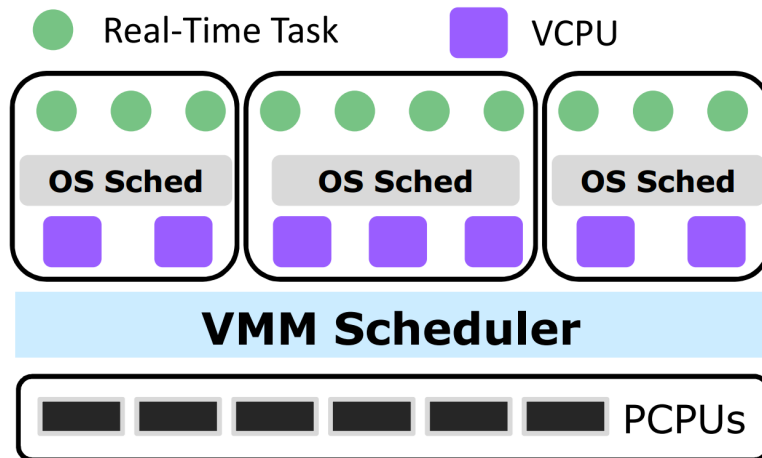 Real-Time Task
VCPU
OS Sched
OS Sched
OS Sched
VMM Scheduler
PCPUs